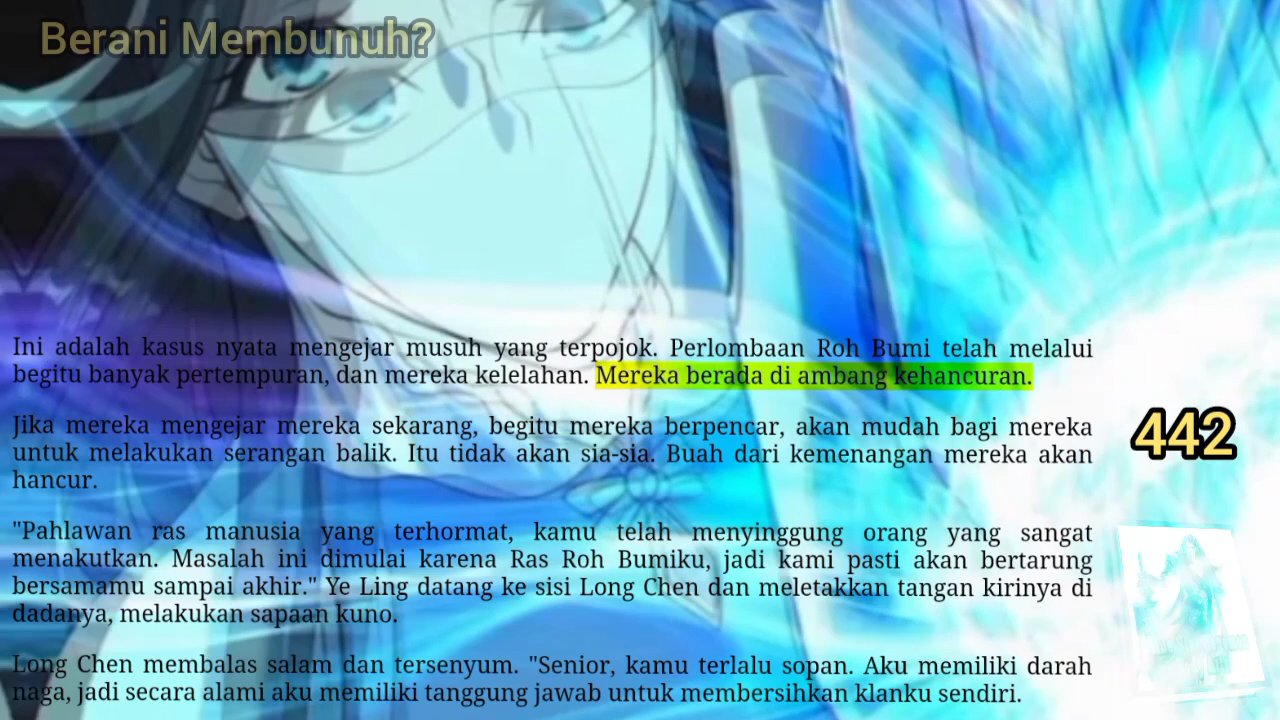 Berani Membunuh?
Ini adalah kasus nyata mengejar musuh yang terpojok. Perlombaan Roh Bumi telah melalui
begitu banyak pertempuran, dan mereka kelelahan. Mereka berada di ambang kehancuran.
Jika mereka mengejar mereka sekarang, begitu mereka berpencar, akan mudah bagi mereka
untuk melakukan serangan balik. Itu tidak akan sia-sia. Buah dari kemenangan mereka akan
hancur.
442
"Pahlawan ras manusia yang terhormat, kamu telah menyinggung orang yang sangat
menakutkan. Masalah ini dimulai karena Ras Roh Bumiku, jadi kami pasti akan bertarung
bersamamu sampai akhir." Ye Ling datang ke sisi Long Chen dan meletakkan tangan kirinya di
dadanya, melakukan sapaan kuno.
Long Chen membalas salam dan tersenyum. "Senior, kamu terlalu sopan. Aku memiliki darah
naga, jadi secara alami aku memiliki tanggung jawab untuk membersihkan klanku sendiri.